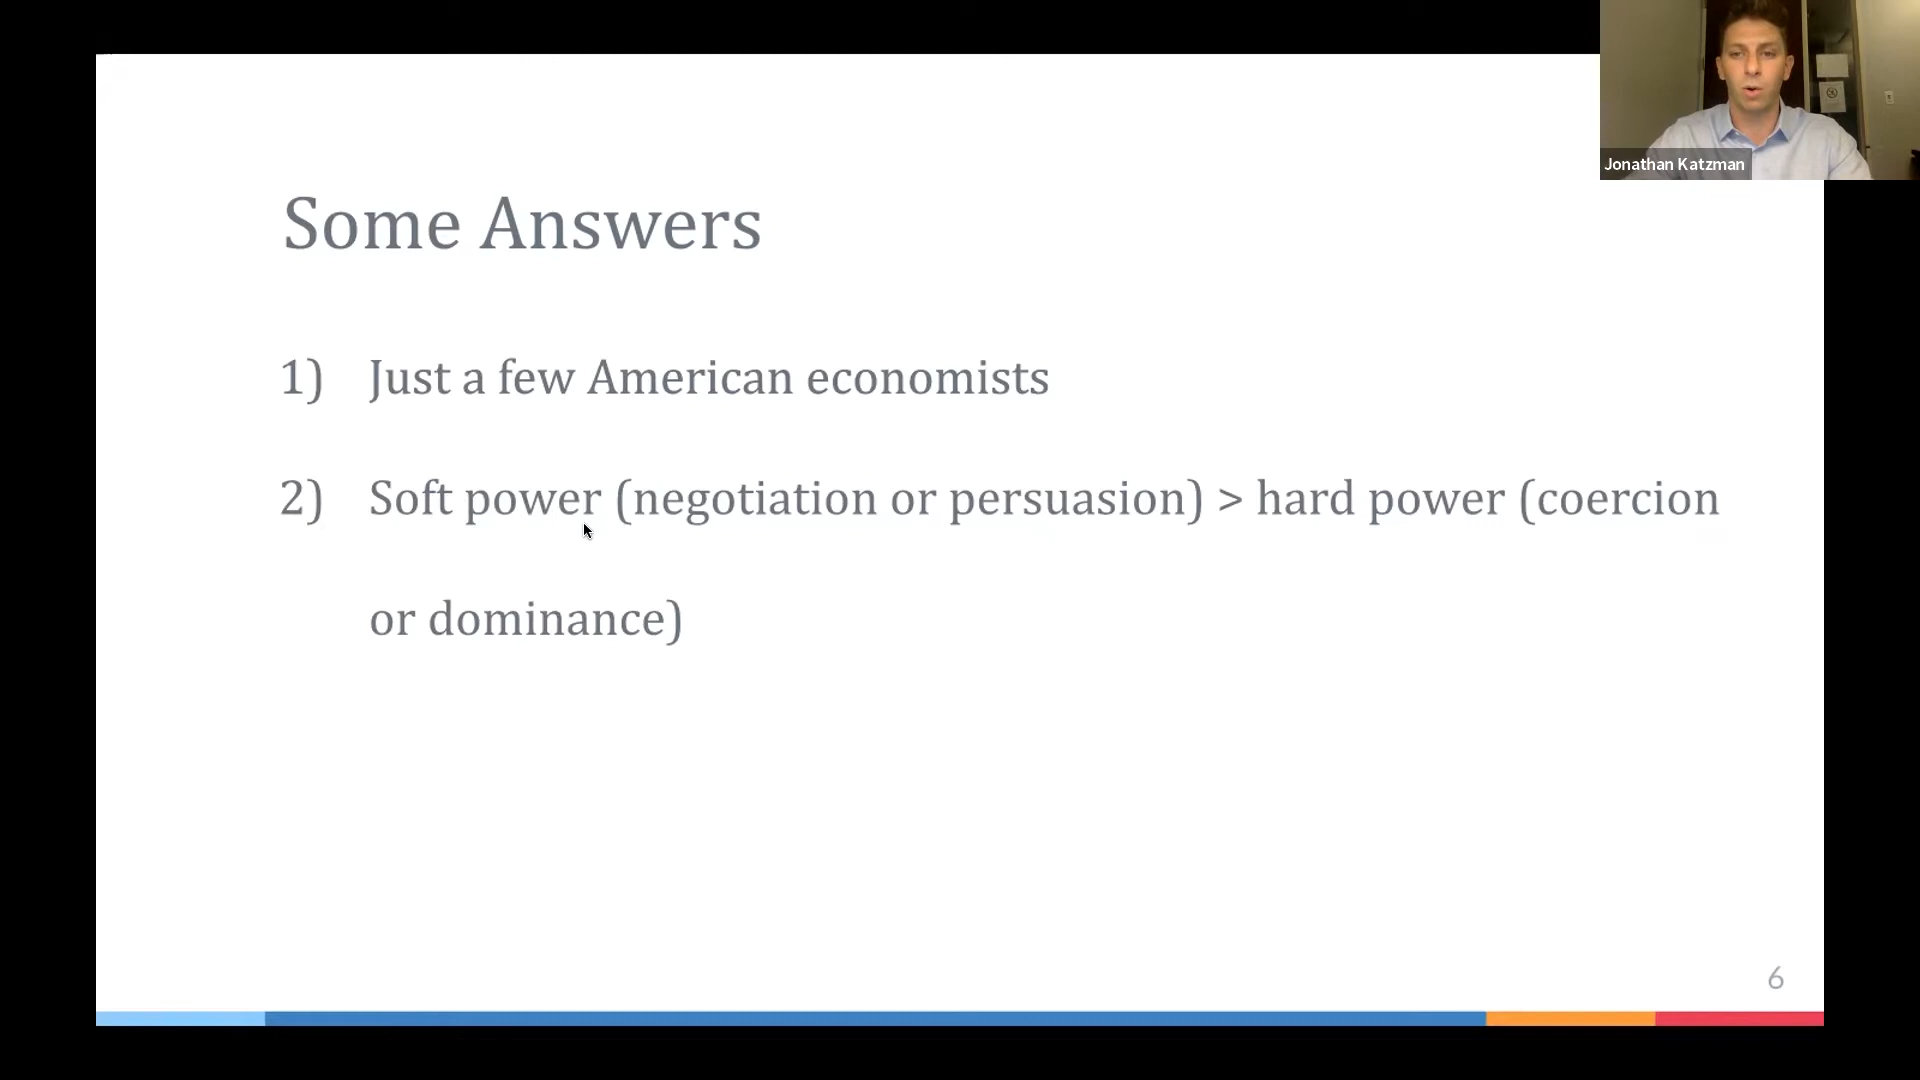 Jonathan Katzman
Some Answers
1) Just a few American economists
2) Soft power (negotiation or persuasion) > hard power (coercion
or dominance)
6